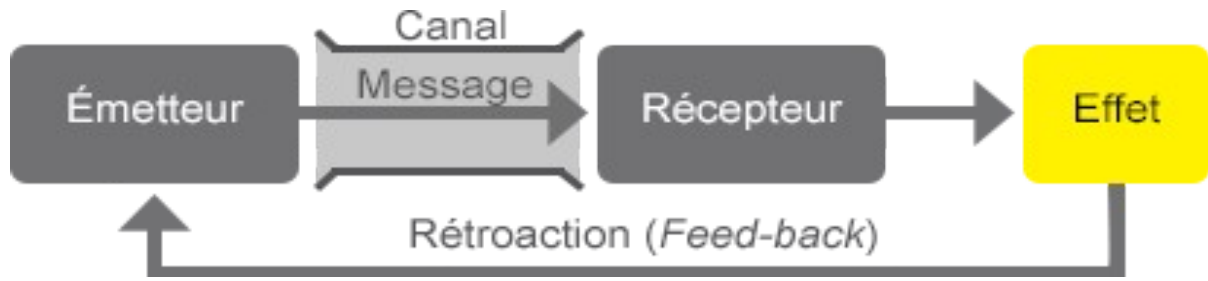 Canal
Message
Émetteur
Récepteur
Effet
Rétroaction (Feed-back)